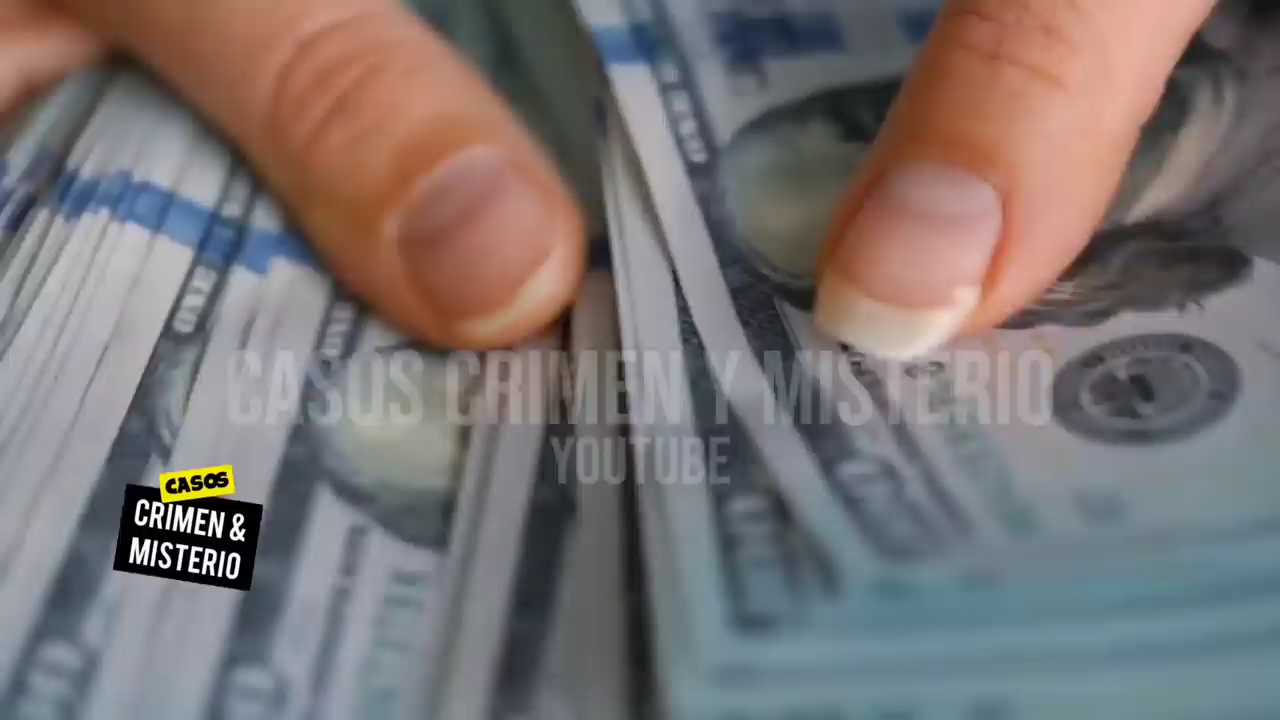 CASOS CRIMEN Y MISTERIO
YOUTUBE
CASOS
CRIMEN &
MISTERIO